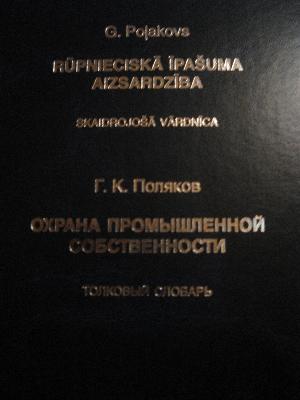 G. Poļakovs
RŪPNIECISKĀ ĪPAŠUMA
AIZSARDZĪBA
SKAIDROJOŠĀ VĀRDNĪCA
Г. К. Поляков
ОХРАНА ПРОМЫШЛЕННОЙ
СОБСТВЕННОСТИ
ТОЛКОВЫЙ СЛОВАРЬ